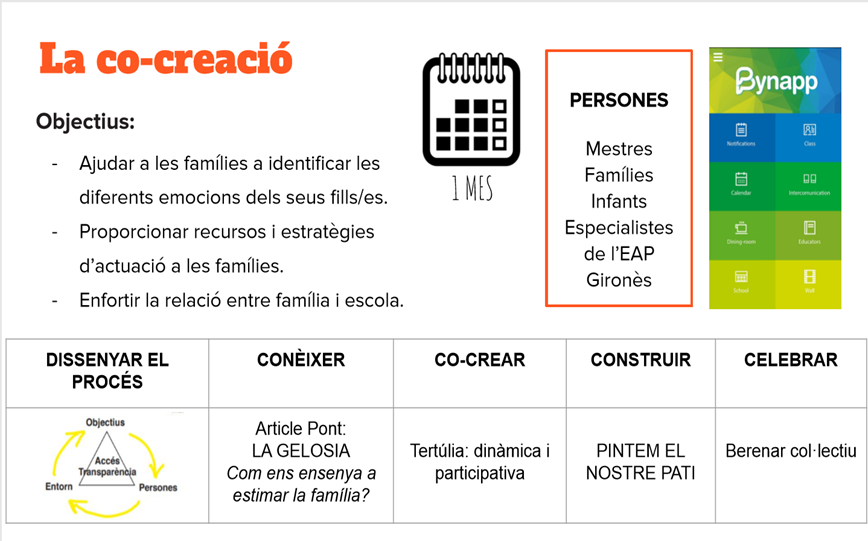 La co-creació
Objectius:
- Ajudar a les famílies a identificar les
diferents emocions dels seus fills/es.
- Proporcionar recursos i estratègies
d'actuació a les famílies.
- Enfortir la relació entre família i escola.
1 MES
PERSONES
Mestres
Famílies
Infants
Especialistes
de l'EAP
Gironès
Bynapp
Notifications
Class
Calendar
Intercomunication
Dining-room
Educators
School
DISSENYAR EL
PROCÉS
CONÈIXER
CO-CREAR
CONSTRUIR
CELEBRAR
Objectius
Accés
Transparència
Entorn
Persones
Article Pont:
LA GELOSIA
Com ens ensenya a
estimar la família?
Tertúlia: dinàmica i
participativa
PINTEM EL
NOSTRE PATI
Berenar col·lectiu